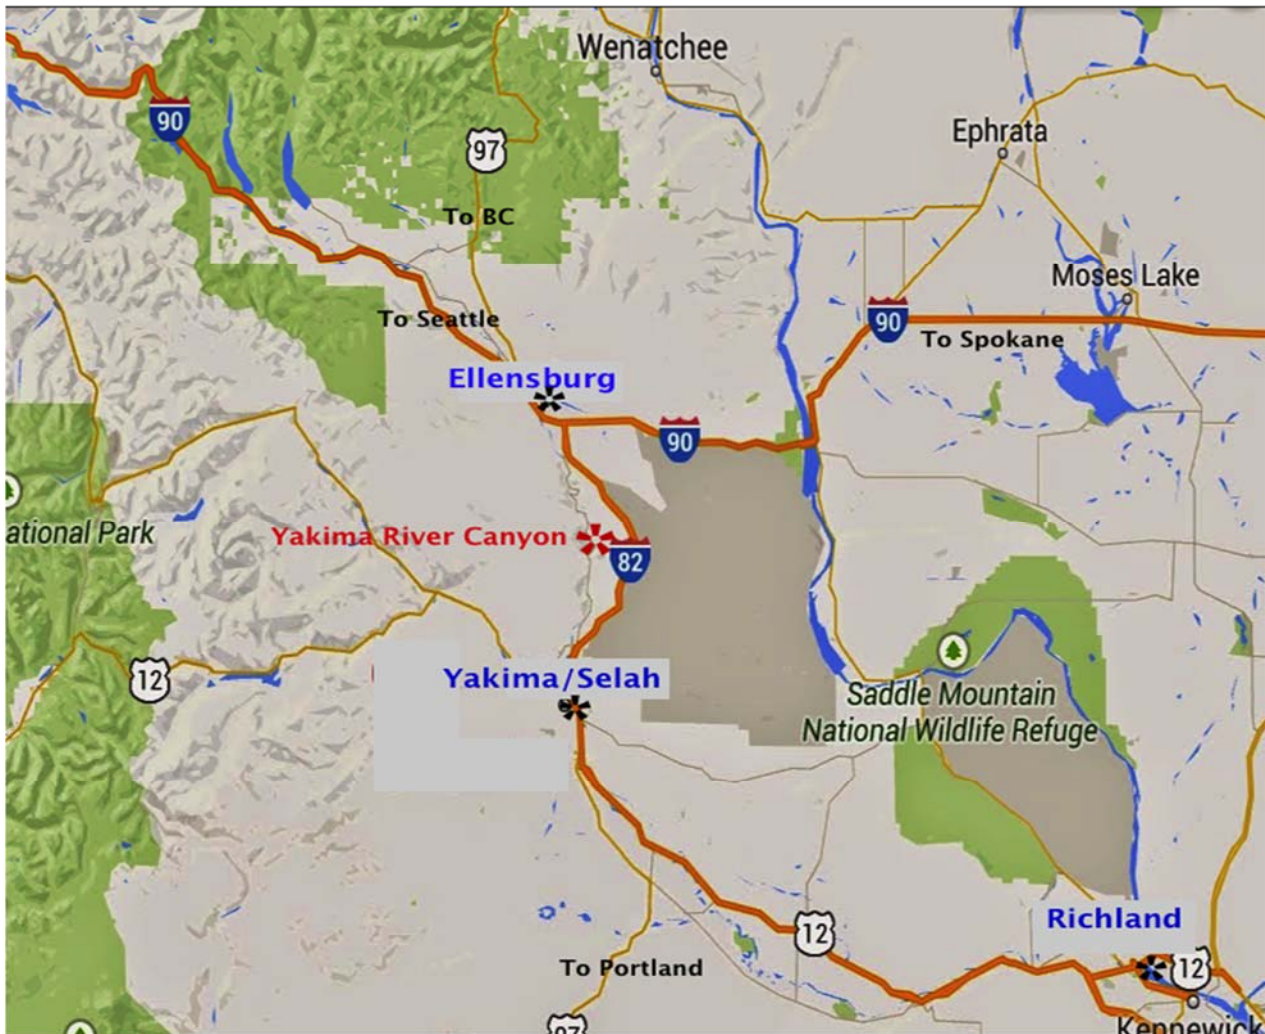 Wenatchee
90
Ephrata
97
To BC
Moses Lake
To Seattle
90
To Spokane
Ellensburg
90
ational Park
Yakima River Canyon
82
12
Yakima/Selah
Saddle Mountain
National Wildlife Refuge
Richland
12
To Portland
12
Kennewick
97